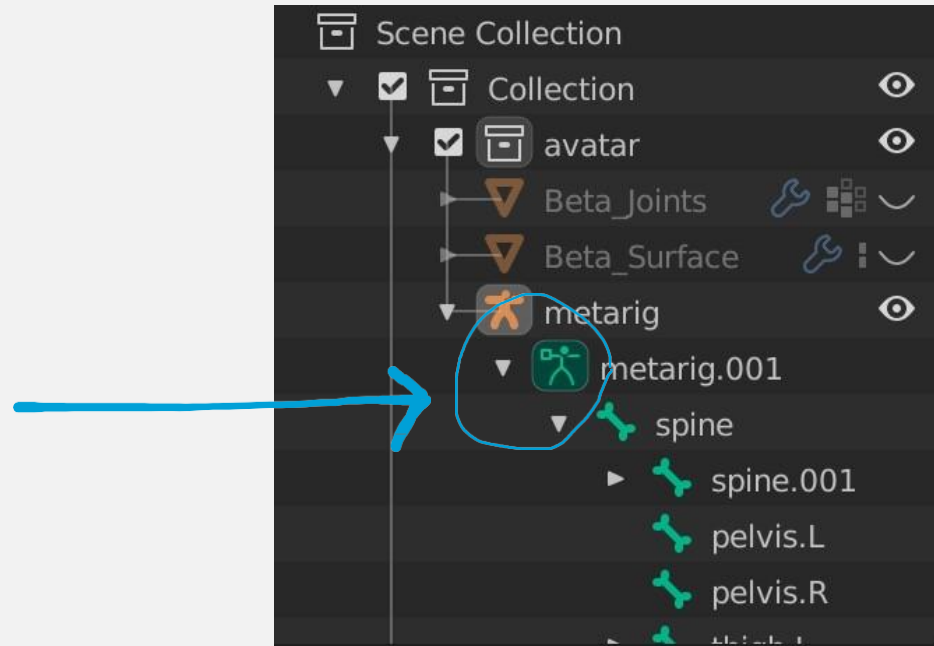 Scene Collection
Collection
avatar
Beta_Joints
Beta_Surface
metarig
metarig.001
spine
spine.001
pelvis.L
pelvis.R